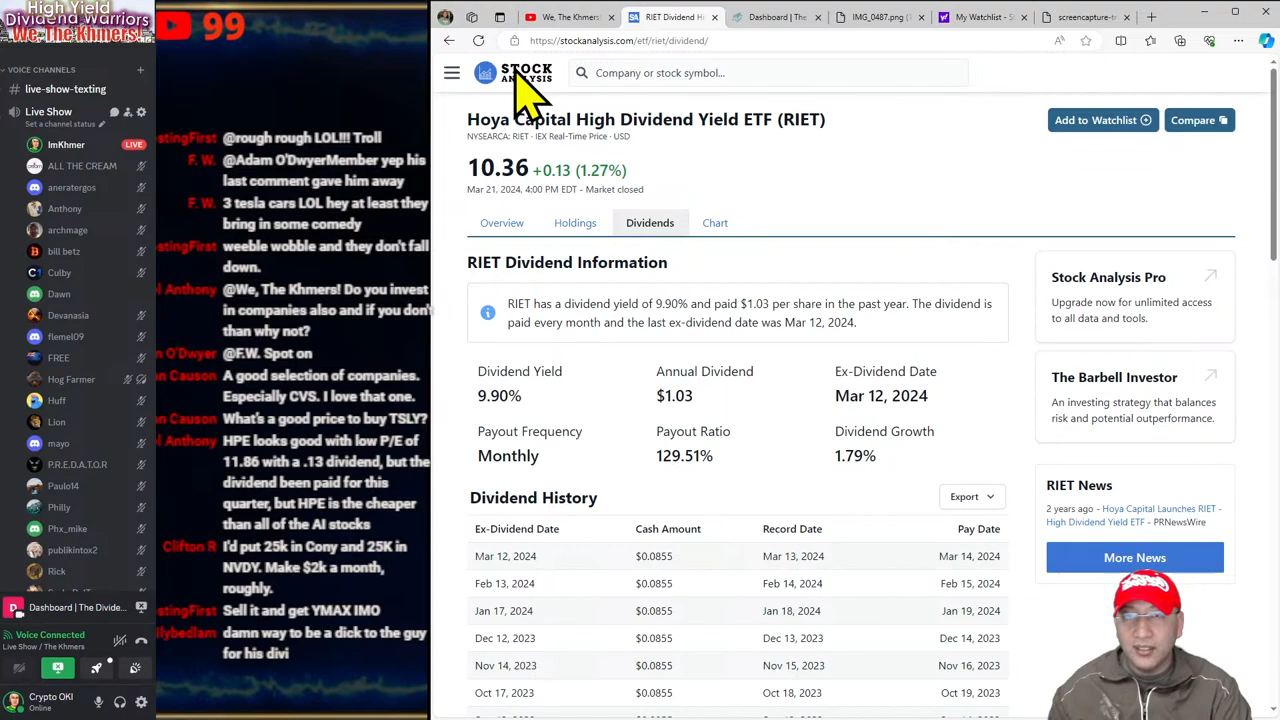 High Yield
Dividend Warriors
We, The Khmers!
VOICE CHANNELS
# live-show-texting
Live Show
Set a channel status
ImKhmer
LIVE
ALL THE CREAM
aneratergos
Anthony
archmage
bill betz
Culby
Dawn
Devanasia
flemel09
FREE
Hog Farmer
Huff
Lion
mayo
P.R.E.D.A.T.O.R
Paulo14
Philly
Phx_mike
publikintox2
Rick
Dashboard | The Divide...
Voice Connected
Live Show / The Khmers
Crypto OKI
Online
99
stingFirst @rough rough LOL!!! Troll
F. W. @Adam O'DwyerMember yep his
last comment gave him away
F. W. 3 tesla cars LOL hey at least they
bring in some comedy
stingFirst weeble wobble and they don't fall
down.
l Anthony @We, The Khmers! Do you invest
in companies also and if you don'
than why not?
n O'Dwyer @F.W. Spot on
n Causon A good selection of companies.
Especially CVS. I love that one.
n Causon What's a good price to buy TSLY?
l Anthony HPE looks good with low P/E of
11.86 with a .13 dividend, but the
dividend been paid for this
quarter, but HPE is the cheaper
than all of the AI stocks
Clifton R I'd put 25k in Cony and 25K in
NVDY. Make $2k a month,
roughly.
stingFirst Sell it and get YMAX IMO
llybedlam damn way to be a dick to the guy
for his divi
We, The Khmers
RIET Dividend Hi
Dashboard | The
IMG_0487.png (
My Watchlist - S
screencapture-tr
https://stockanalysis.com/etf/riet/dividend/
STOCK
ANALYSIS
Company or stock symbol...
Hoya Capital High Dividend Yield ETF (RIET)
Add to Watchlist
Compare
NYSEARCA: RIET · IEX Real-Time Price · USD
10.36 +0.13 (1.27%)
Mar 21, 2024, 4:00 PM EDT - Market closed
Overview Holdings Dividends Chart
RIET Dividend Information
RIET has a dividend yield of 9.90% and paid $1.03 per share in the past year. The dividend is
paid every month and the last ex-dividend date was Mar 12, 2024.
Dividend Yield Annual Dividend Ex-Dividend Date
9.90% $1.03 Mar 12, 2024
Payout Frequency Payout Ratio Dividend Growth
Monthly 129.51% 1.79%
Dividend History
Export
Ex-Dividend Date Cash Amount Record Date Pay Date
Mar 12, 2024 $0.0855 Mar 13, 2024 Mar 14, 2024
Feb 13, 2024 $0.0855 Feb 14, 2024 Feb 15, 2024
Jan 17, 2024 $0.0855 Jan 18, 2024 Jan 19, 2024
Dec 12, 2023 $0.0855 Dec 13, 2023 Dec 14, 2023
Nov 14, 2023 $0.0855 Nov 15, 2023 Nov 16, 2023
Oct 17, 2023 $0.0855 Oct 18, 2023 Oct 19, 2023
Stock Analysis Pro
Upgrade now for unlimited access
to all data and tools.
The Barbell Investor
An investing strategy that balances
risk and potential outperformance.
RIET News
2 years ago - Hoya Capital Launches RIET -
High Dividend Yield ETF - PRNewsWire
More News